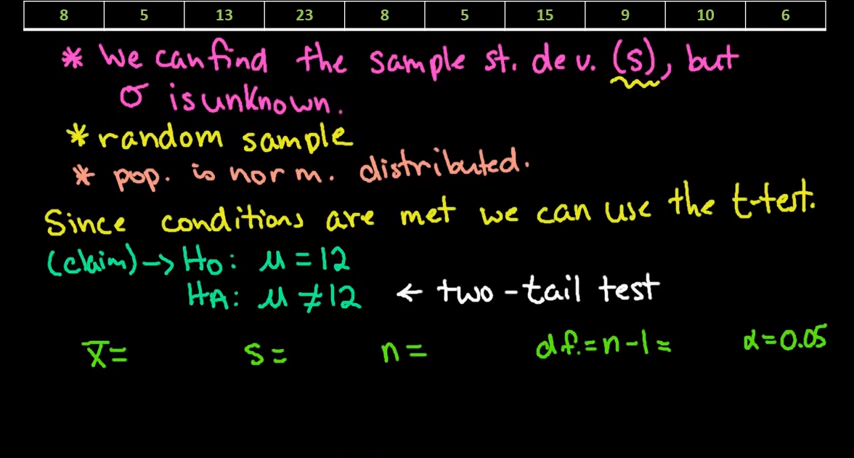 8 5 13 23 8 5 15 9 10 6
* We can find the sample st. dev. (s), but
σ is unknown.
* random sample
* pop. is norm. distributed.
Since conditions are met we can use the t-test.
(claim) → H₀: μ = 12
Hᴀ: μ ≠ 12 ← two-tail test
x̄ = s = n = d.f. = n-1 = α = 0.05